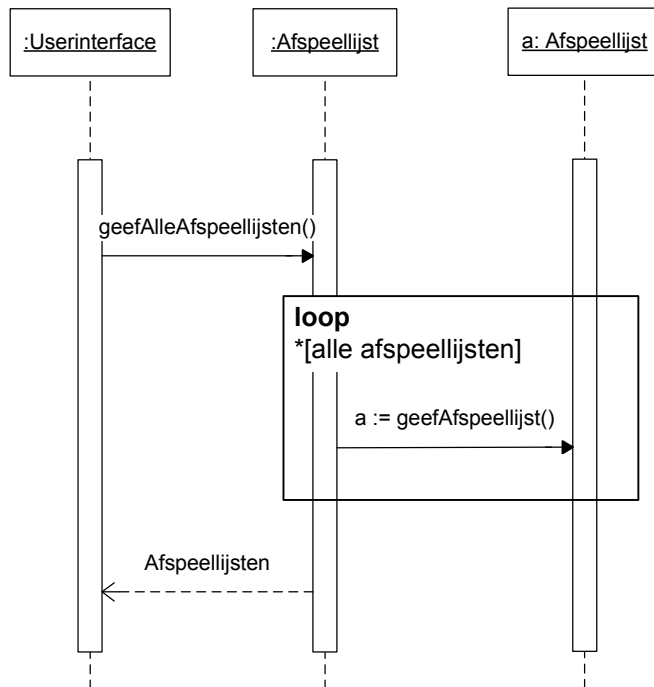 :Userinterface
:Afspeellijst
a: Afspeellijst
geefAlleAfspeellijsten()
loop
*[alle afspeellijsten]
a := geefAfspeellijst()
Afspeellijsten